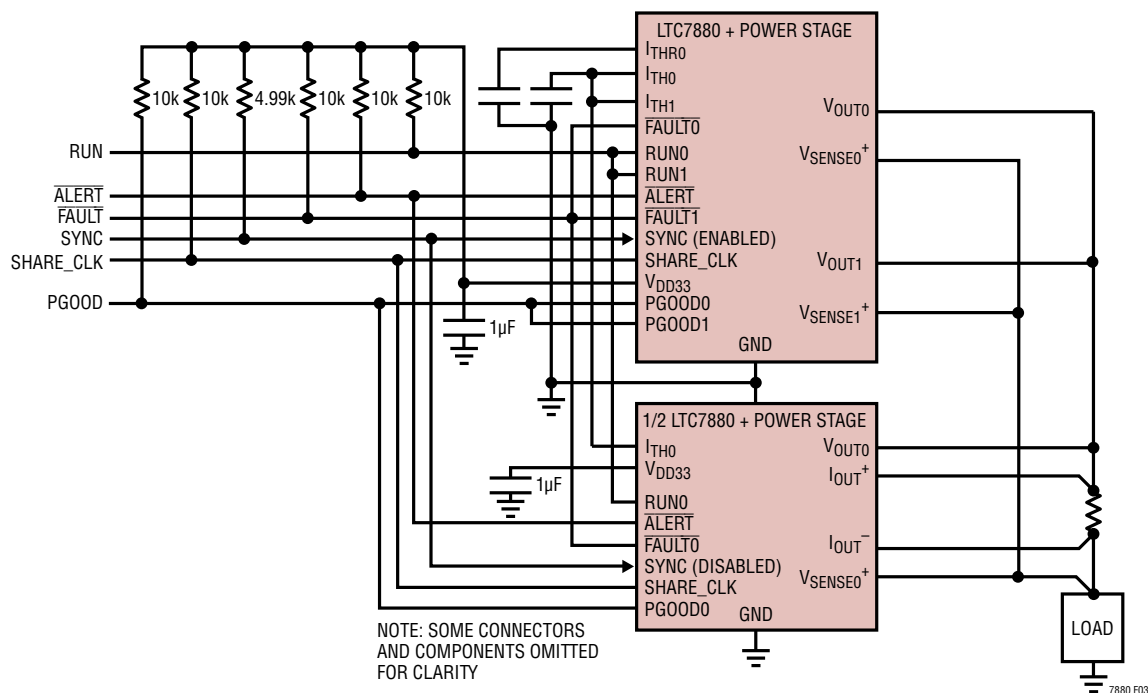 LTC7880 + POWER STAGE
ITHR0
ITH0
ITH1
FAULT0
RUN0
RUN1
ALERT
FAULT1
SYNC (ENABLED)
SHARE_CLK
VDD33
PGOOD0
PGOOD1
GND
VOUT0
VSENSE0+
VOUT1
VSENSE1+
10k
10k
4.99k
10k
10k
10k
RUN
ALERT
FAULT
SYNC
SHARE_CLK
PGOOD
1µF
1/2 LTC7880 + POWER STAGE
ITH0
VDD33
RUN0
ALERT
FAULT0
SYNC (DISABLED)
SHARE_CLK
PGOOD0
GND
VOUT0
IOUT+
IOUT–
VSENSE0+
1µF
LOAD
NOTE: SOME CONNECTORS
AND COMPONENTS OMITTED
FOR CLARITY
7880 F03